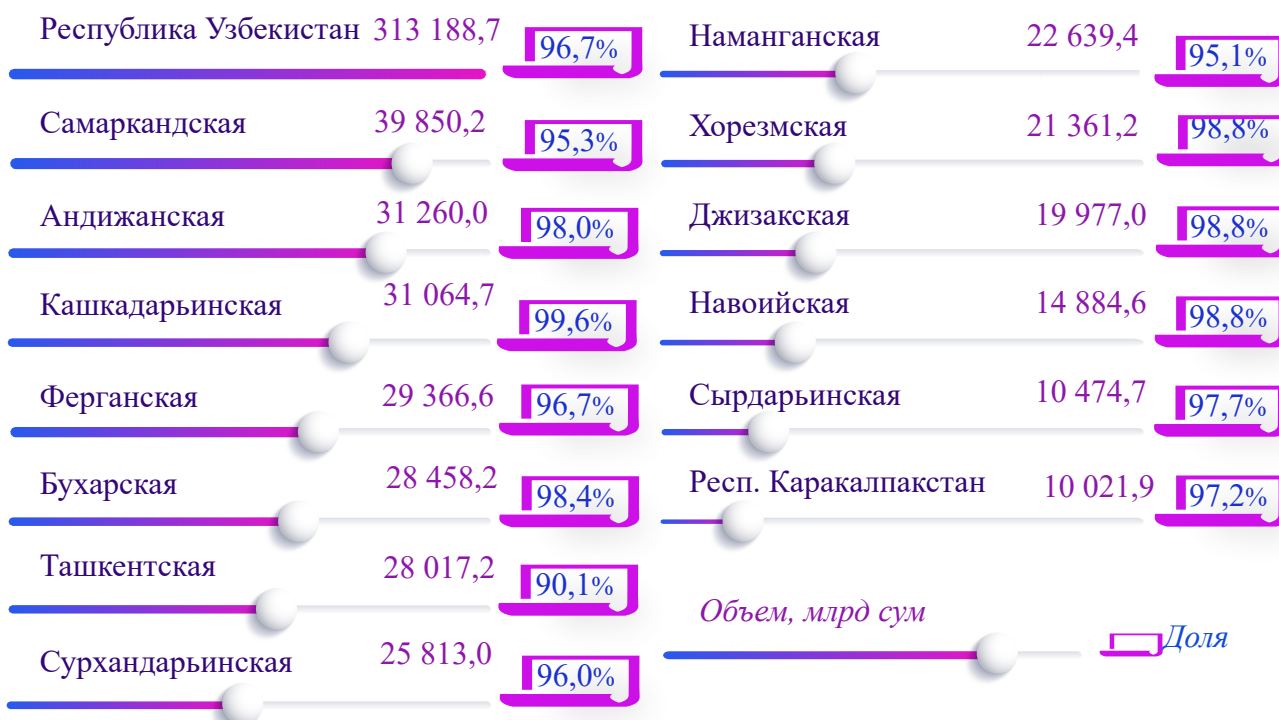 Республика Узбекистан 313 188,7 96,7%
Самаркандская 39 850,2 95,3%
Андижанская 31 260,0 98,0%
Кашкадарьинская 31 064,7 99,6%
Ферганская 29 366,6 96,7%
Бухарская 28 458,2 98,4%
Ташкентская 28 017,2 90,1%
Сурхандарьинская 25 813,0 96,0%
Наманганская 22 639,4 95,1%
Хорезмская 21 361,2 98,8%
Джизакская 19 977,0 98,8%
Навоийская 14 884,6 98,8%
Сырдарьинская 10 474,7 97,7%
Респ. Каракалпакстан 10 021,9 97,2%
Объем, млрд сум
Доля